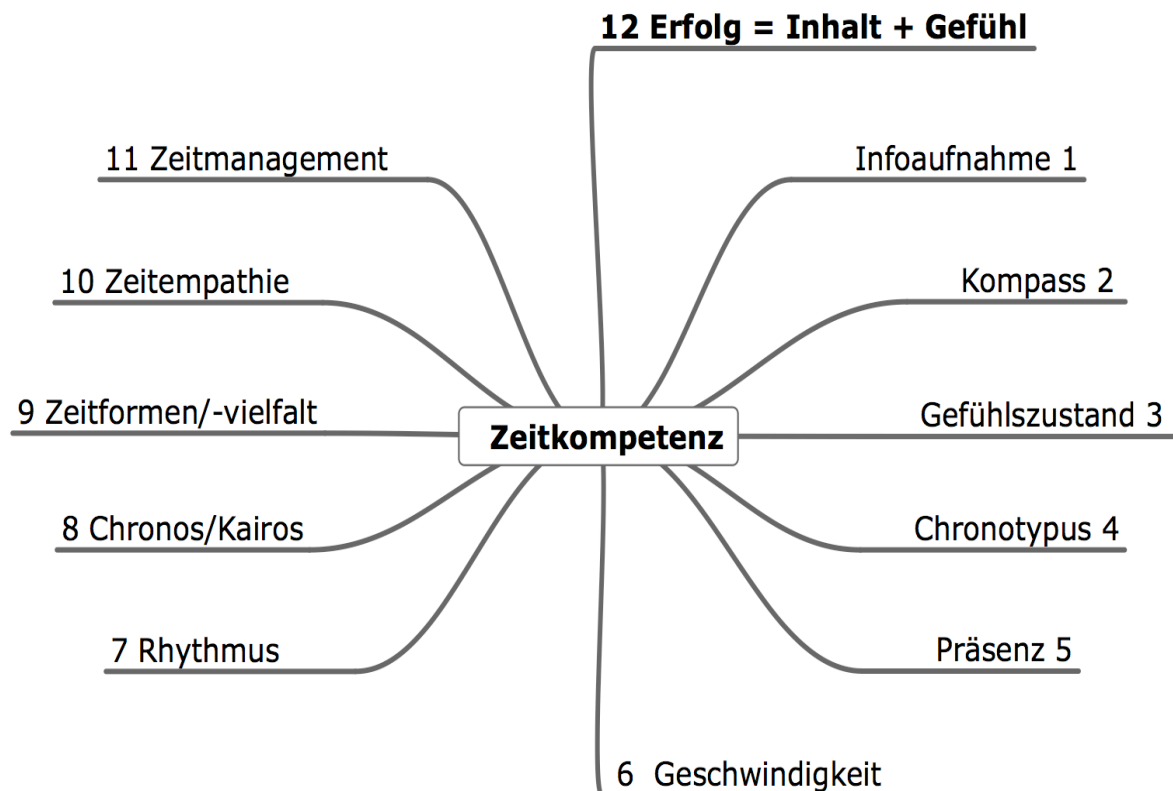 12 Erfolg = Inhalt + Gefühl
11 Zeitmanagement
Infoaufnahme 1
10 Zeitempathie
Kompass 2
9 Zeitformen/-vielfalt
Gefühlszustand 3
Zeitkompetenz
8 Chronos/Kairos
Chronotypus 4
7 Rhythmus
Präsenz 5
6 Geschwindigkeit